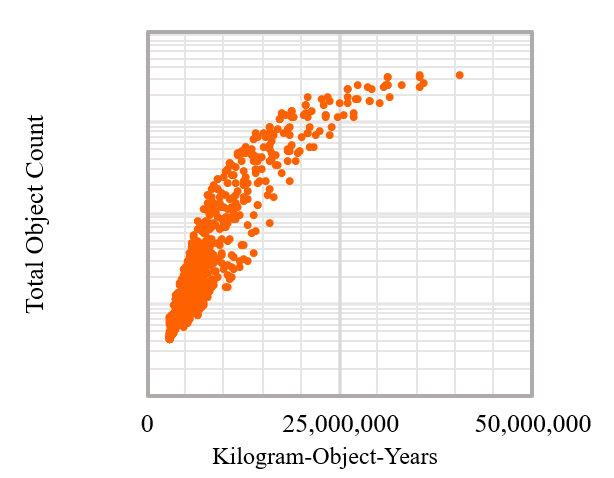 Total Object Count
0 25,000,000 50,000,000
Kilogram-Object-Years